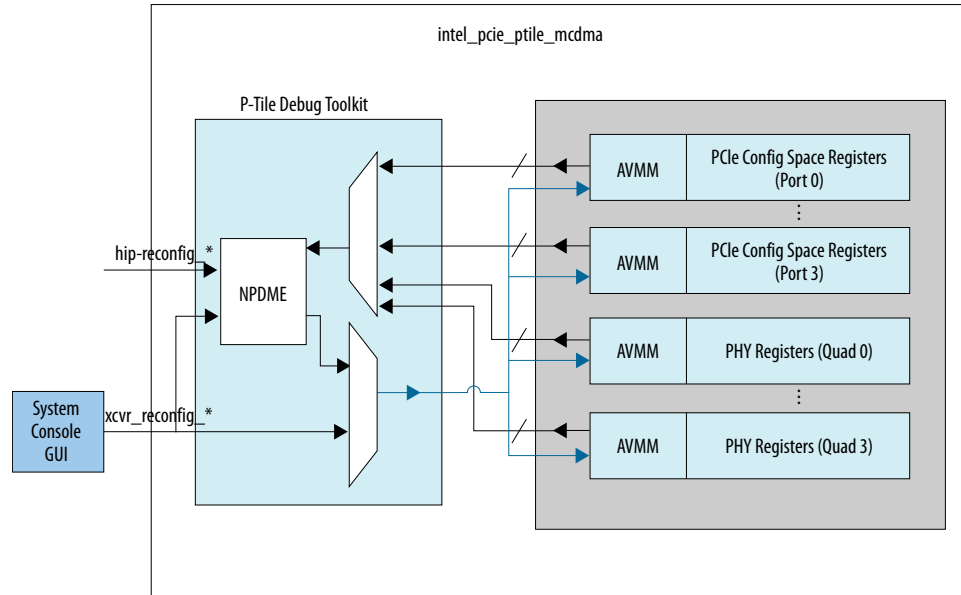 intel_pcie_ptile_mcdma
P-Tile Debug Toolkit
hip-reconfig_*
NPDME
System
Console
GUI
xcvr_reconfig_*
AVMM
PCIe Config Space Registers
(Port 0)
⋮
AVMM
PCIe Config Space Registers
(Port 3)
AVMM
PHY Registers (Quad 0)
⋮
AVMM
PHY Registers (Quad 3)